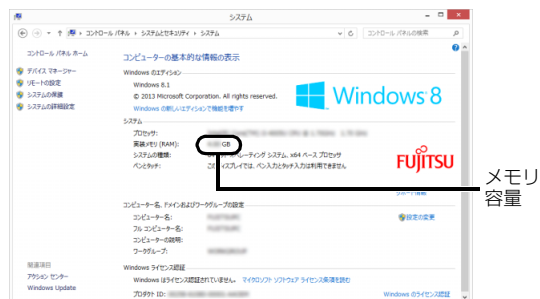 システム
コントロール パネル ▸ システムとセキュリティ ▸ システム
コントロール パネルの検索
コントロール パネル ホーム
デバイス マネージャー
リモートの設定
システムの保護
システムの詳細設定
コンピューターの基本的な情報の表示
Windows のエディション
Windows 8.1
© 2013 Microsoft Corporation. All rights reserved.
Windows の新しいエディションで機能を増やす
Windows 8
システム
プロセッサ:
実装メモリ (RAM): GB
システムの種類: オペレーティング システム、x64 ベース プロセッサ
ペンとタッチ: このディスプレイでは、ペン入力とタッチ入力は利用できません
FUJITSU
サポート情報
メモリ
容量
コンピューター名、ドメインおよびワークグループの設定
コンピューター名:
設定の変更
フル コンピューター名:
コンピューターの説明:
ワークグループ:
Windows ライセンス認証
Windows はライセンス認証されていません。 マイクロソフト ソフトウェア ライセンス条項を読む
プロダクト ID:
Windows のライセンス認証
関連項目
アクション センター
Windows Update